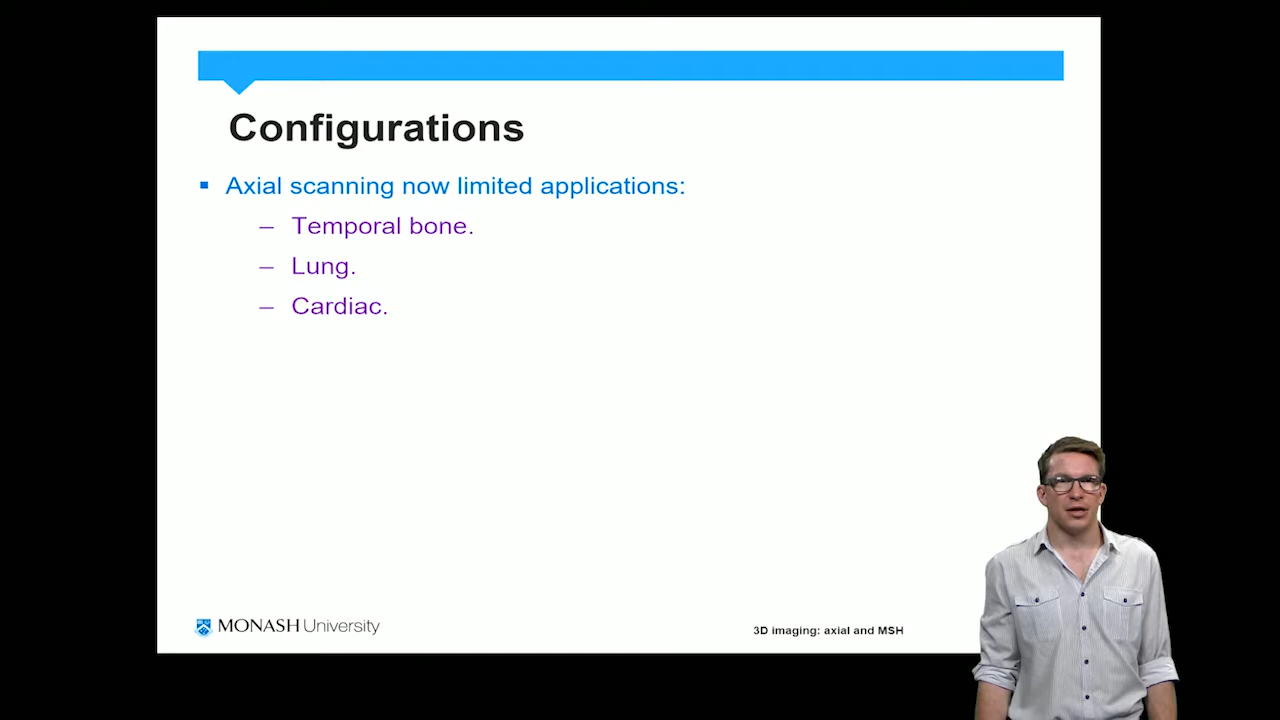 Configurations
▪ Axial scanning now limited applications:
– Temporal bone.
– Lung.
– Cardiac.
MONASH University
3D imaging: axial and MSH